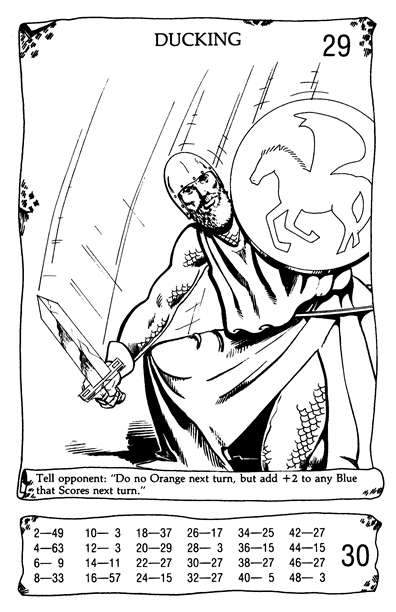 DUCKING
29
Tell opponent: "Do no Orange next turn, but add +2 to any Blue
that Scores next turn."
2—49 10— 3 18—37 26—17 34—25 42—27
4—63 12— 3 20—29 28— 3 36—15 44—15
6— 9 14—11 22—27 30—27 38—27 46—27
8—33 16—57 24—15 32—27 40— 5 48— 3
30